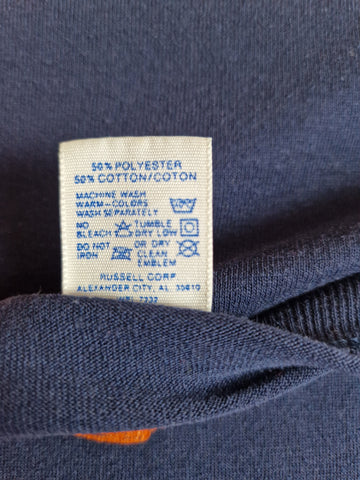 50% POLYESTER
50% COTTON/COTON
MACHINE WASH
WARM-COLORS
WASH SEPARATELY
NO BLEACH TUMBLE DRY LOW
DO NOT IRON OR DRY CLEAN EMBLEM
RUSSELL CORP
ALEXANDER CITY, AL 35010